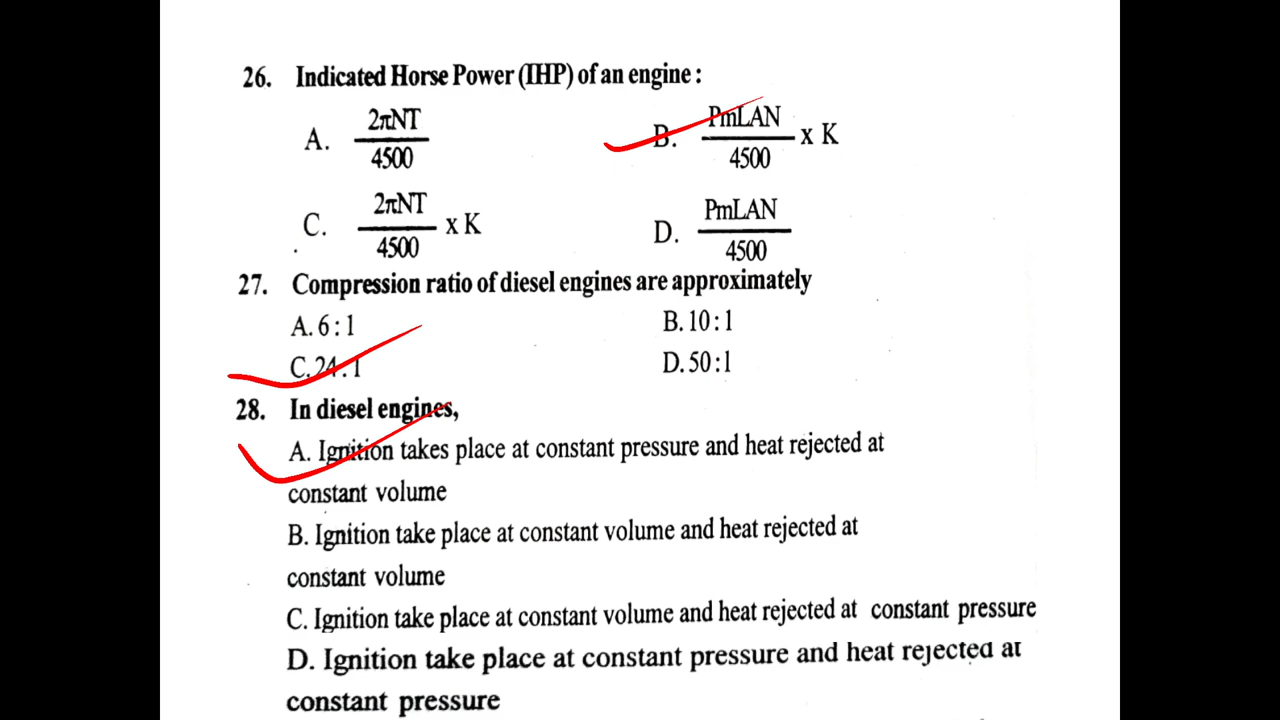 26. Indicated Horse Power (IHP) of an engine :
A. 2πNT / 4500
B. PmLAN / 4500 x K
C. 2πNT / 4500 x K
D. PmLAN / 4500
27. Compression ratio of diesel engines are approximately
A. 6 : 1
B. 10 : 1
C. 24 : 1
D. 50 : 1
28. In diesel engines,
A. Ignition takes place at constant pressure and heat rejected at
constant volume
B. Ignition take place at constant volume and heat rejected at
constant volume
C. Ignition take place at constant volume and heat rejected at constant pressure
D. Ignition take place at constant pressure and heat rejected at
constant pressure